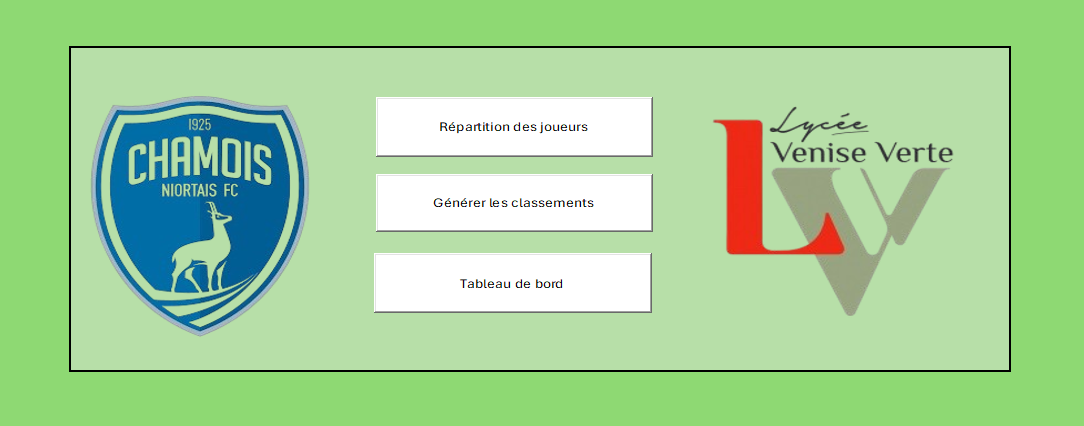 1925
CHAMOIS
NIORTAIS FC
Répartition des joueurs
Générer les classements
Tableau de bord
Lycée
Venise Verte
LV